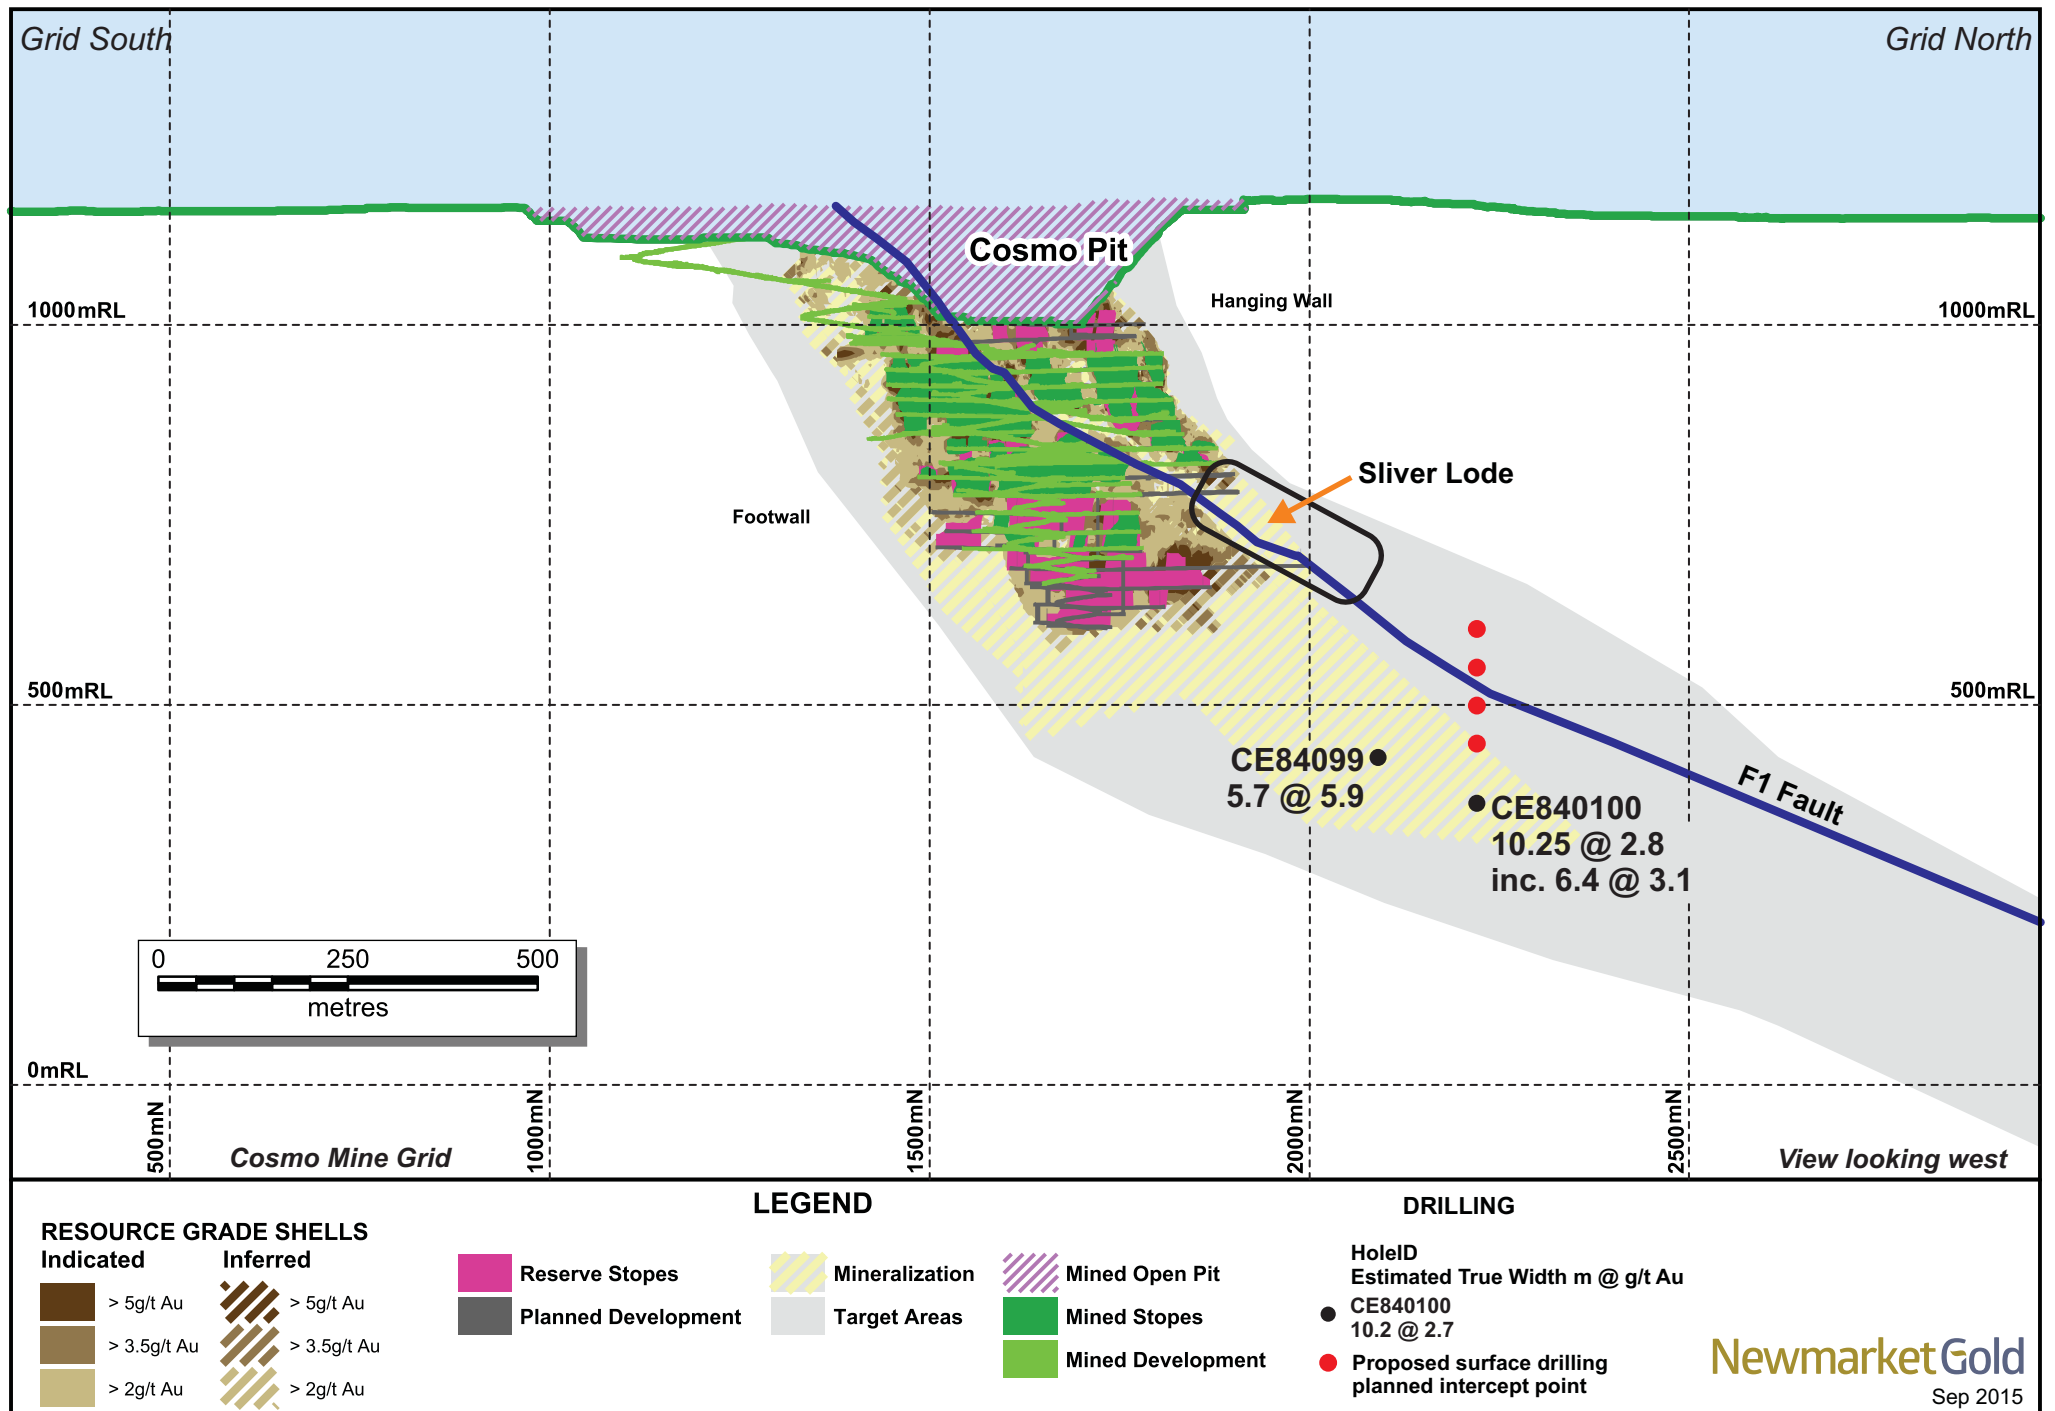 Grid South
Grid North
Cosmo Pit
Hanging Wall
1000mRL
1000mRL
Sliver Lode
Footwall
500mRL
500mRL
CE84099
5.7 @ 5.9
F1 Fault
CE840100
10.25 @ 2.8
inc. 6.4 @ 3.1
0 250 500
metres
0mRL
5000mN
1000mN
1500mN
2000mN
2500mN
Cosmo Mine Grid
View looking west
LEGEND
RESOURCE GRADE SHELLS
Indicated Inferred
> 5g/t Au > 5g/t Au
> 3.5g/t Au > 3.5g/t Au
> 2g/t Au > 2g/t Au
Reserve Stopes
Planned Development
Mineralization
Target Areas
Mined Open Pit
Mined Stopes
Mined Development
DRILLING
HoleID
Estimated True Width m @ g/t Au
CE840100
10.2 @ 2.7
Proposed surface drilling
planned intercept point
NewmarketGold
Sep 2015